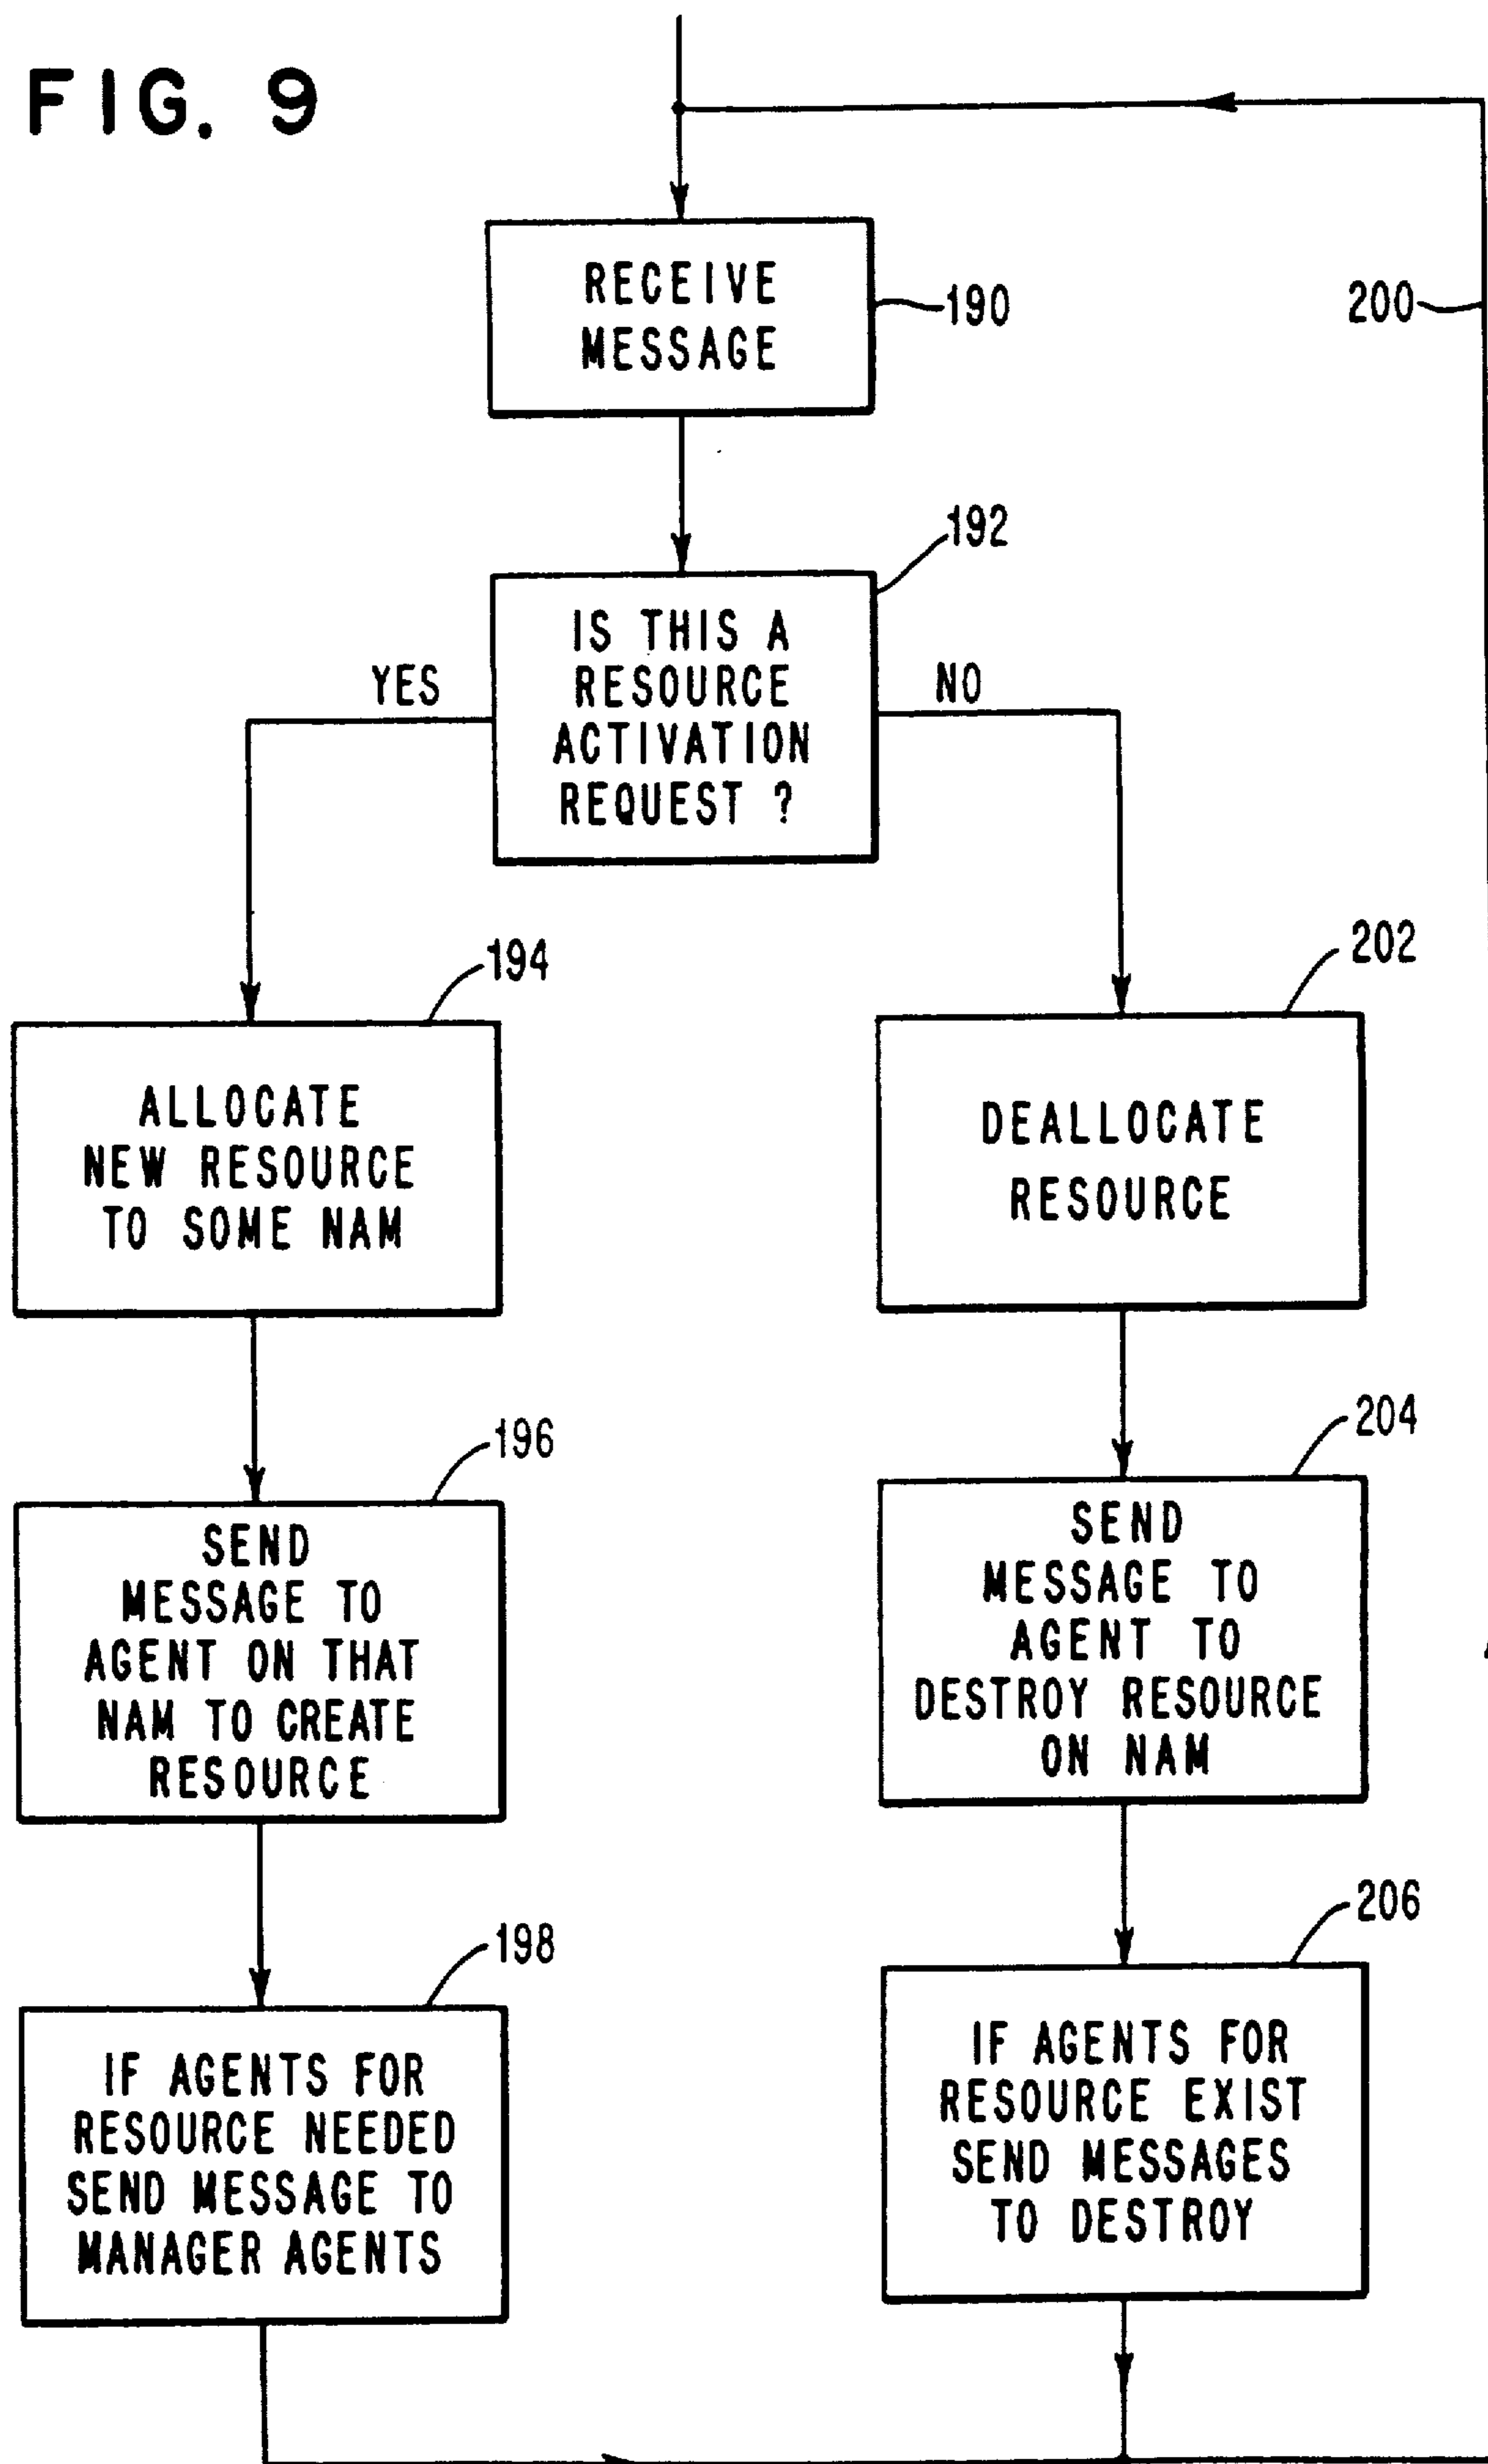 FIG. 9
RECEIVE
MESSAGE
190
200
192
IS THIS A
RESOURCE
ACTIVATION
REQUEST ?
YES
NO
194
202
ALLOCATE
NEW RESOURCE
TO SOME NAM
DEALLOCATE
RESOURCE
196
204
SEND
MESSAGE TO
AGENT ON THAT
NAM TO CREATE
RESOURCE
SEND
MESSAGE TO
AGENT TO
DESTROY RESOURCE
ON NAM
198
206
IF AGENTS FOR
RESOURCE NEEDED
SEND MESSAGE TO
MANAGER AGENTS
IF AGENTS FOR
RESOURCE EXIST
SEND MESSAGES
TO DESTROY